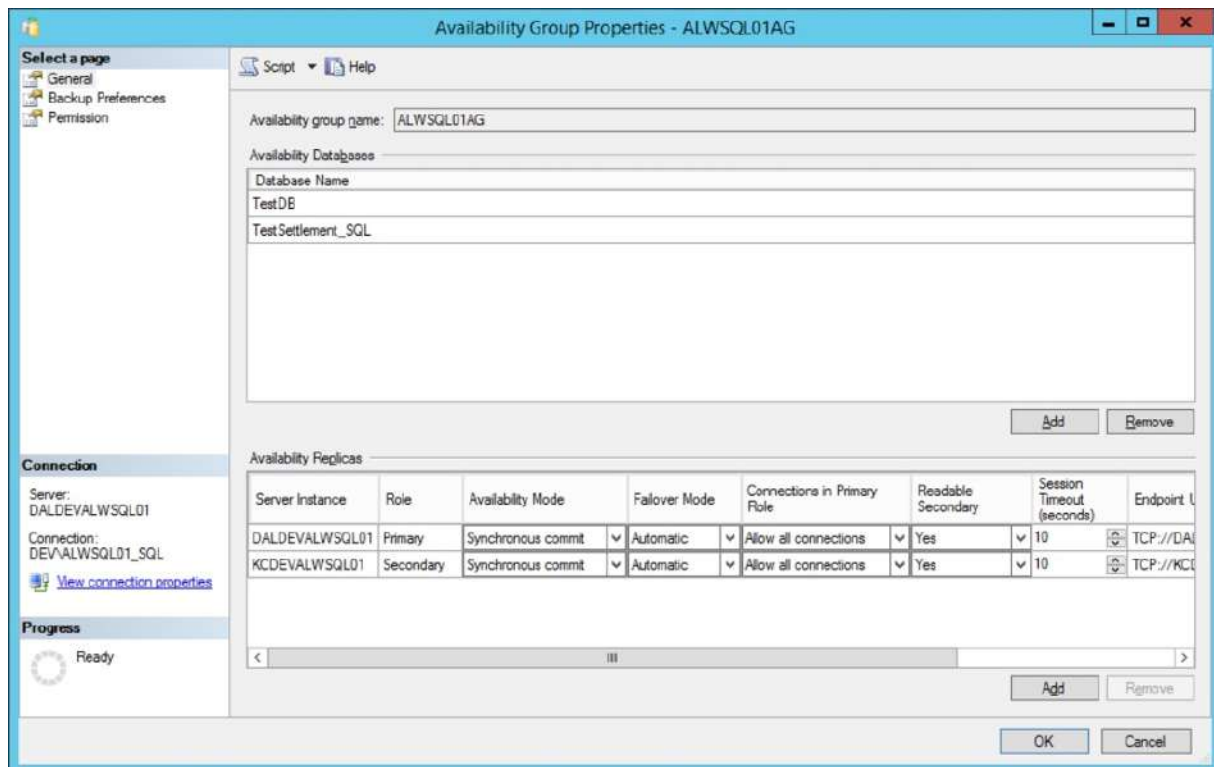 Availability Group Properties - ALWSQL01AG
Select a page
General
Backup Preferences
Permission
Script
Help
Availability group name:
ALWSQL01AG
Availability Databases
Database Name
TestDB
TestSettlement_SQL
Add
Remove
Connection
Server:
DALDEVALWSQL01
Connection:
DEV\ALWSQL01_SQL
View connection properties
Progress
Ready
Availability Replicas
Server Instance Role Availability Mode Failover Mode Connections in Primary Role Readable Secondary Session Timeout (seconds) Endpoint U
DALDEVALWSQL01 Primary Synchronous commit Automatic Allow all connections Yes 10 TCP://DAL
KCDEVALWSQL01 Secondary Synchronous commit Automatic Allow all connections Yes 10 TCP://KCD
Add
Remove
OK
Cancel